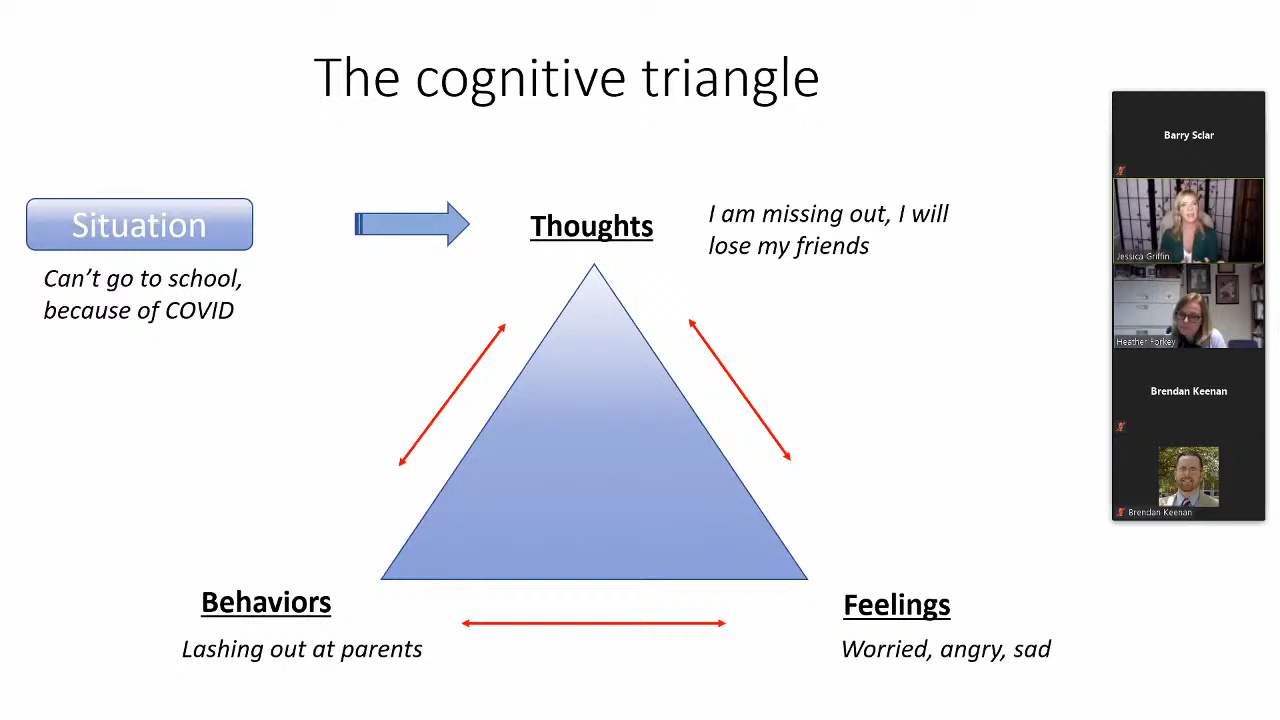 The cognitive triangle
Situation
Can’t go to school,
because of COVID
Thoughts
I am missing out, I will
lose my friends
Behaviors
Lashing out at parents
Feelings
Worried, angry, sad
Barry Sclar
Jessica Griffin
Heather Forkey
Brendan Keenan
Brendan Keenan